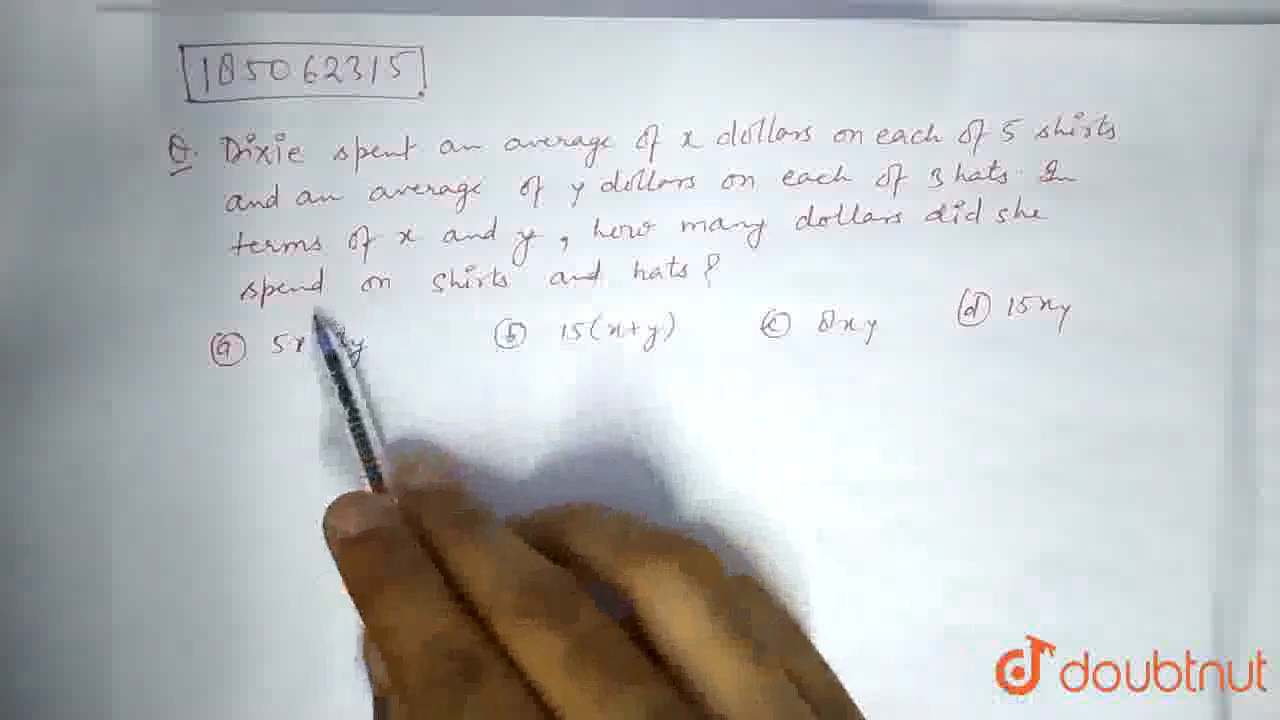 185062315
Q. Dixie spent an average of x dollars on each of 5 shirts
and an average of y dollars on each of 3 hats. In
terms of x and y, how many dollars did she
spend on shirts and hats?
(a) 5x y (b) 15(x+y) (c) 8xy (d) 15xy
doubtnut